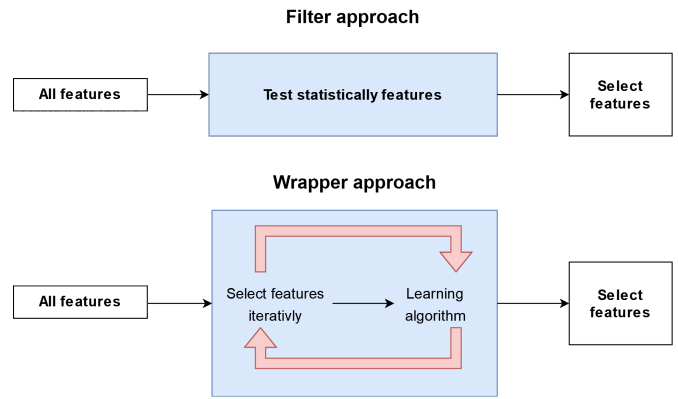 Filter approach
All features
Test statistically features
Select
features
Wrapper approach
All features
Select features
iterativly
Learning
algorithm
Select
features